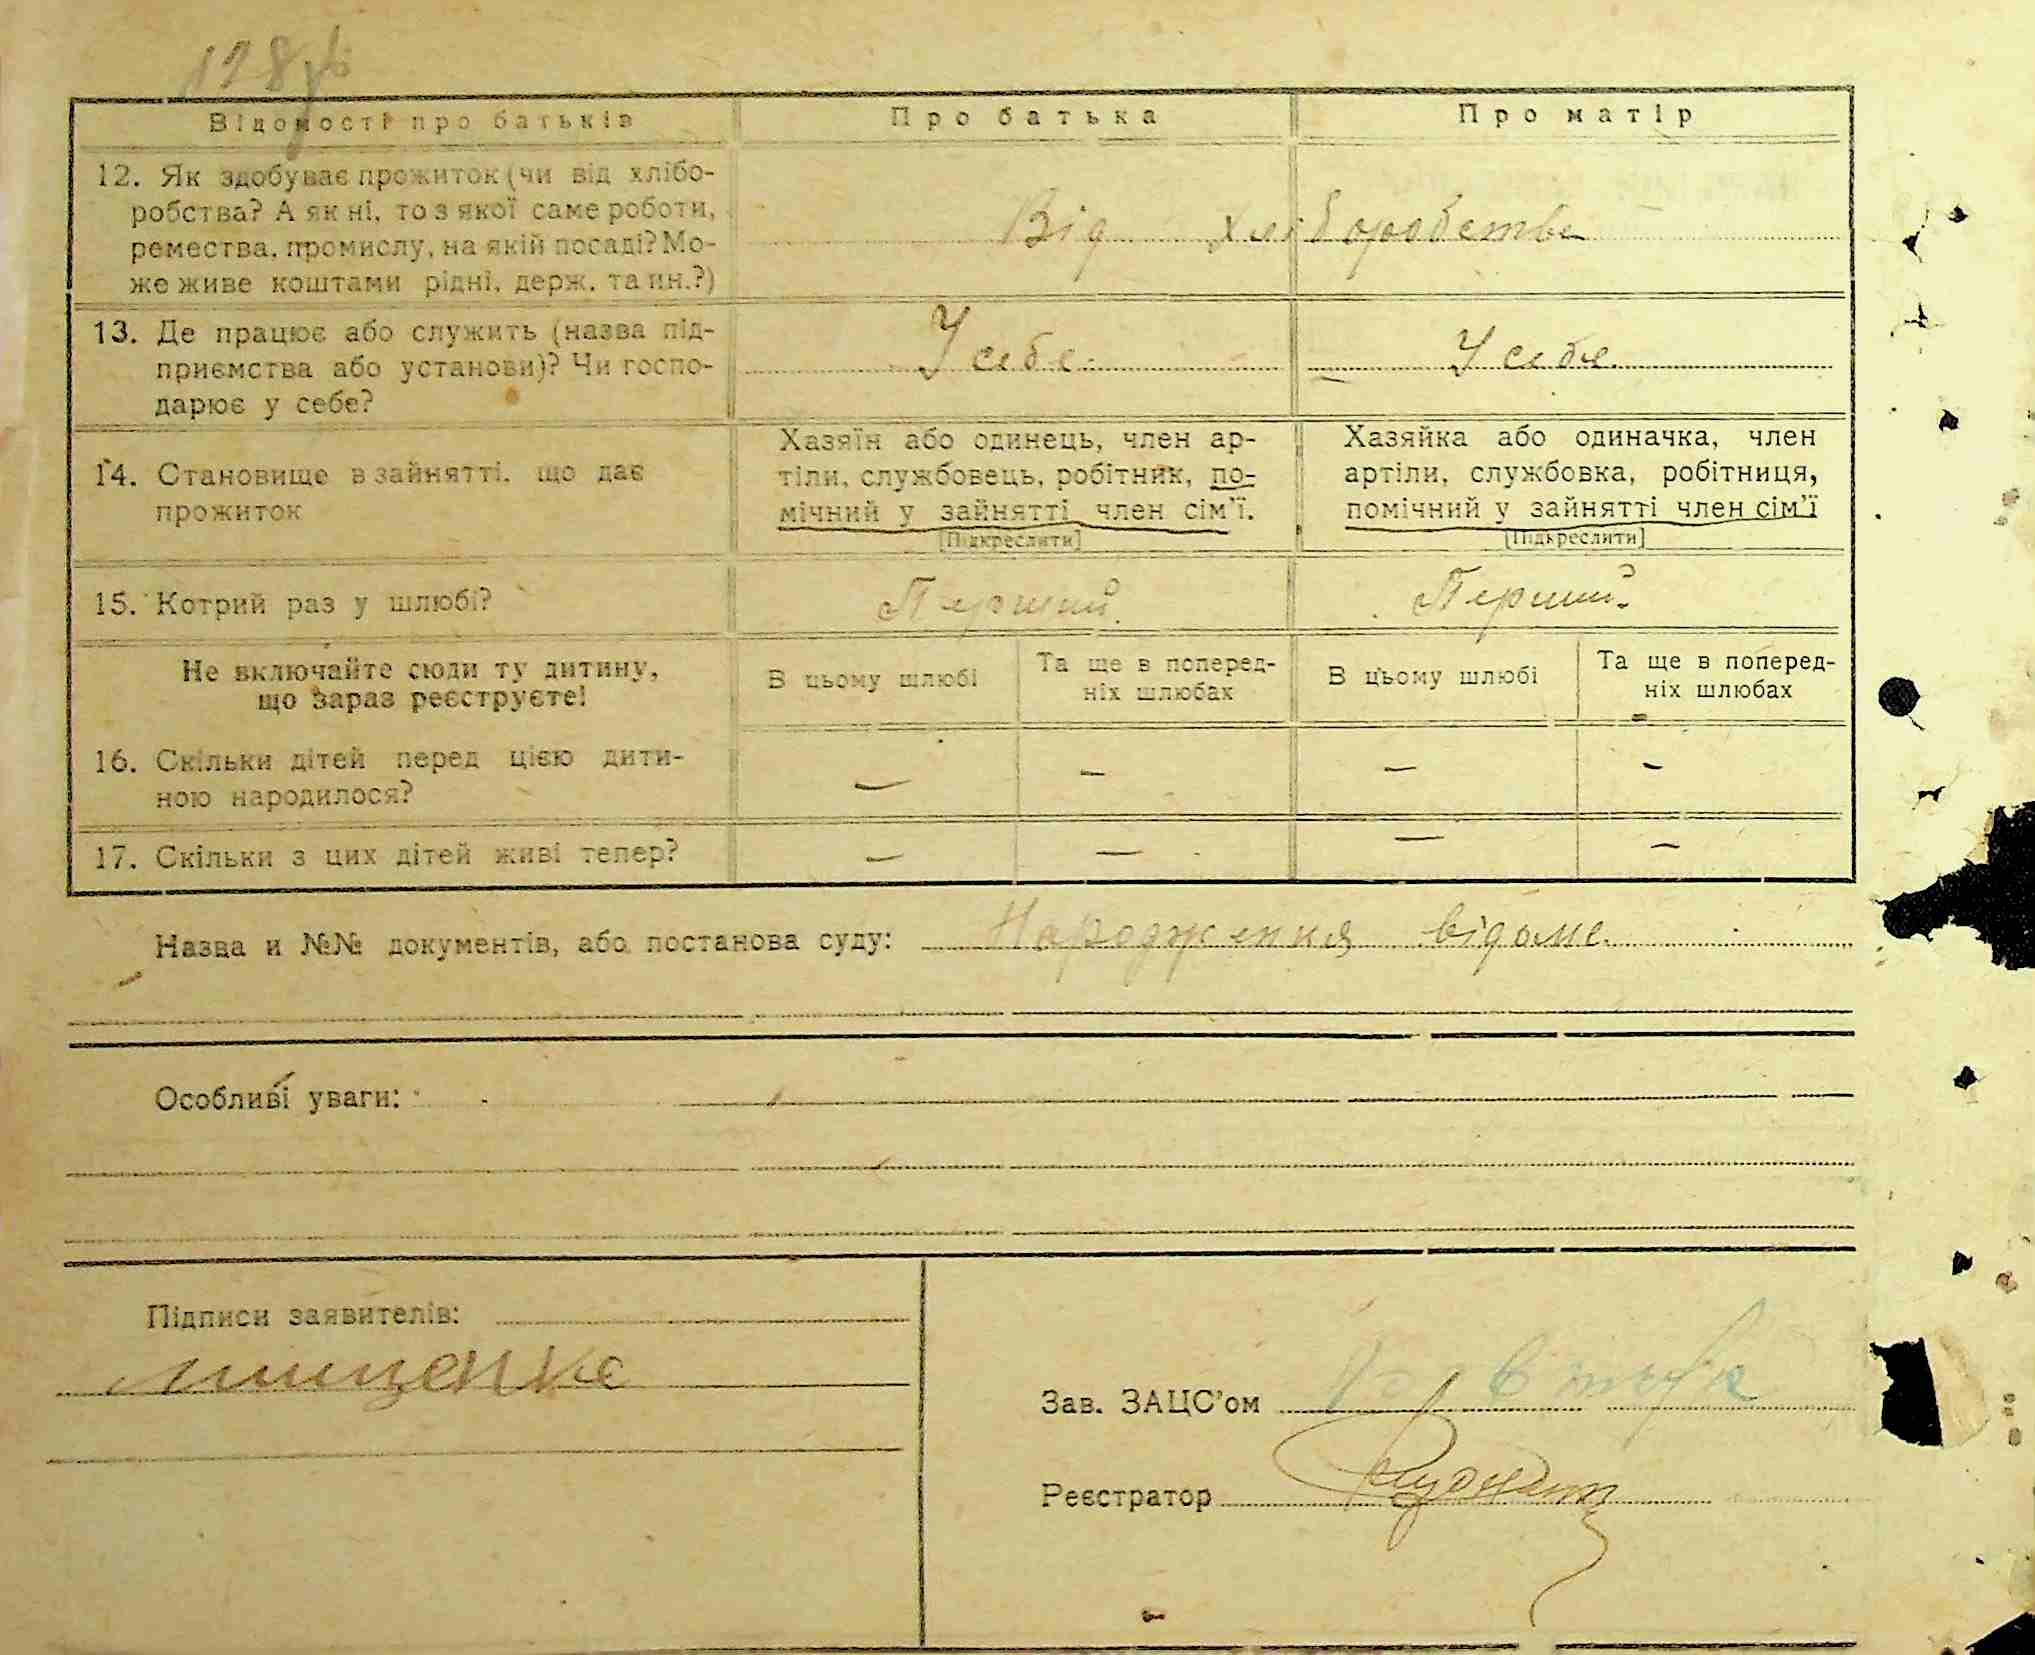 Відомості про батьків
Про батька
Про матір
12. Як здобуває прожиток (чи від хлібо-
робства? А як ні, то з якої саме роботи,
ремества, промислу, на якій посаді? Мо-
же живе коштами рідні, держ. та ин.?)
Від хліборобства
13. Де працює або служить (назва під-
приємства або установи)? Чи госпо-
дарює у себе?
У себе
У себе
14. Становище в зайнятті, що дає
прожиток
Хазяїн або одинець, член ар-
тіли, службовець, робітник, по-
мічний у зайнятті член сім'ї.
[Підкреслити]
Хазяйка або одиначка, член
артіли, службовка, робітниця,
помічний у зайнятті член сім'ї
[Підкреслити]
15. Котрий раз у шлюбі?
Перший
Перший
Не включайте сюди ту дитину,
що зараз реєструєте!
В цьому шлюбі
Та ще в поперед-
ніх шлюбах
В цьому шлюбі
Та ще в поперед-
ніх шлюбах
16. Скільки дітей перед цією дити-
ною народилося?
— — — —
17. Скільки з цих дітей живі тепер?
— — — —
Назва и №№ документів, або постанова суду: Народження відоме
Особливі уваги:
Підписи заявителів:
Мищенко
Зав. ЗАЦС'ом
Реєстратор